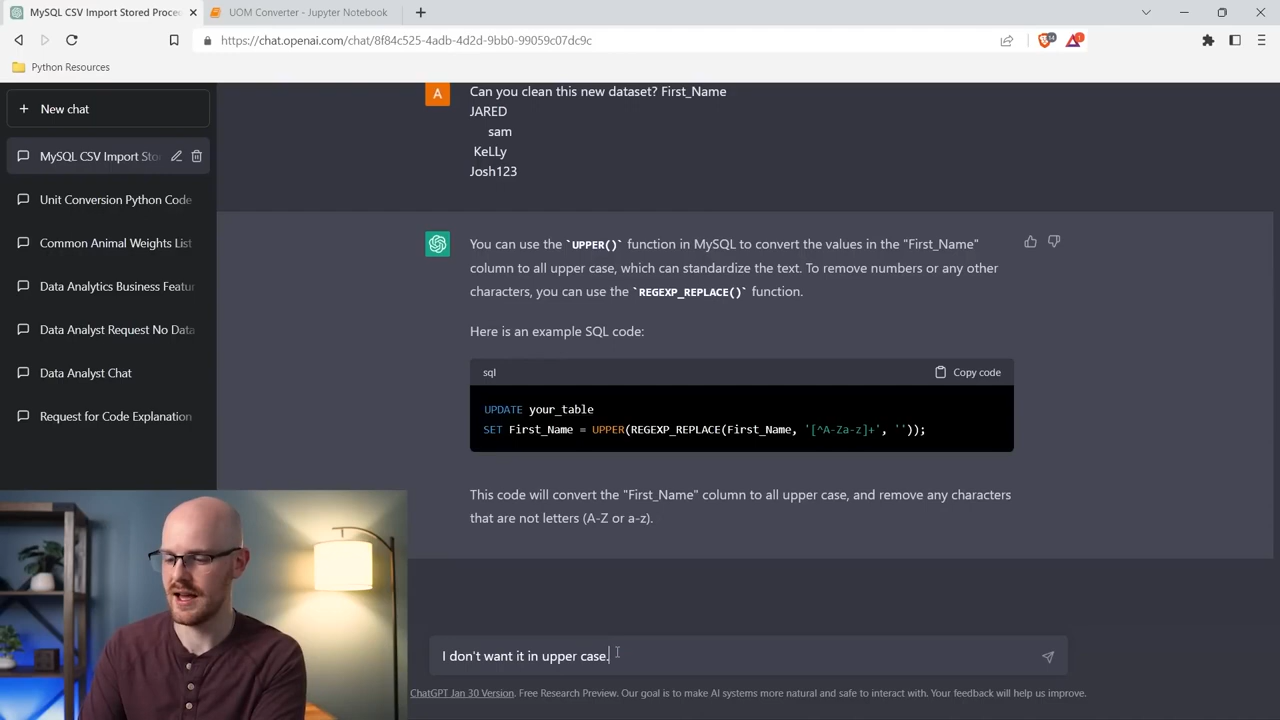 MySQL CSV Import Stored Proced
UOM Converter - Jupyter Notebook
https://chat.openai.com/chat/8f84c525-4adb-4d2d-9bb0-99059c07dc9c
14
1
Python Resources
New chat
MySQL CSV Import Sto
Unit Conversion Python Code
Common Animal Weights List
Data Analytics Business Featur
Data Analyst Request No Data
Data Analyst Chat
Request for Code Explanation
A
Can you clean this new dataset? First_Name
JARED
sam
KeLLy
Josh123
You can use the `UPPER()` function in MySQL to convert the values in the "First_Name"
column to all upper case, which can standardize the text. To remove numbers or any other
characters, you can use the `REGEXP_REPLACE()` function.
Here is an example SQL code:
sql
Copy code
UPDATE your_table
SET First_Name = UPPER(REGEXP_REPLACE(First_Name, '[^A-Za-z]+', ''));
This code will convert the "First_Name" column to all upper case, and remove any characters
that are not letters (A-Z or a-z).
I don't want it in upper case.
ChatGPT Jan 30 Version. Free Research Preview. Our goal is to make AI systems more natural and safe to interact with. Your feedback will help us improve.